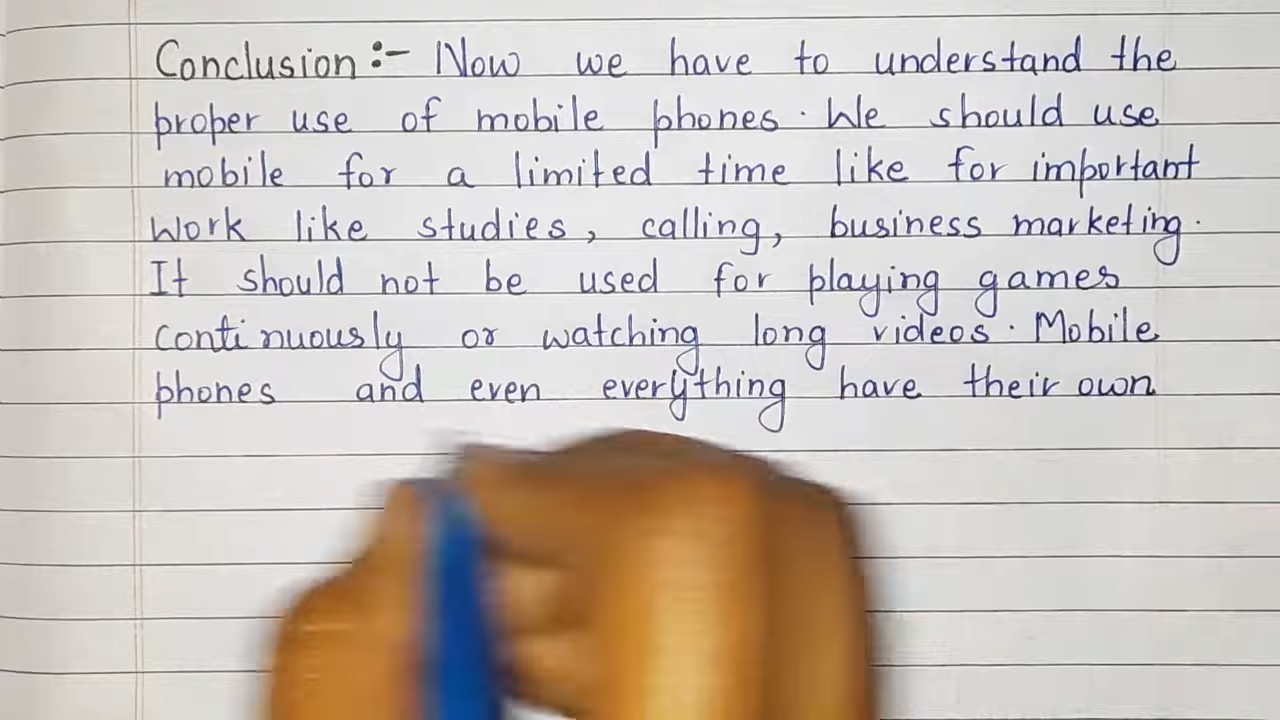 Conclusion :- Now we have to understand the
proper use of mobile phones. We should use
mobile for a limited time like for important
work like studies, calling, business marketing.
It should not be used for playing games
continuously or watching long videos. Mobile
phones and even everything have their own